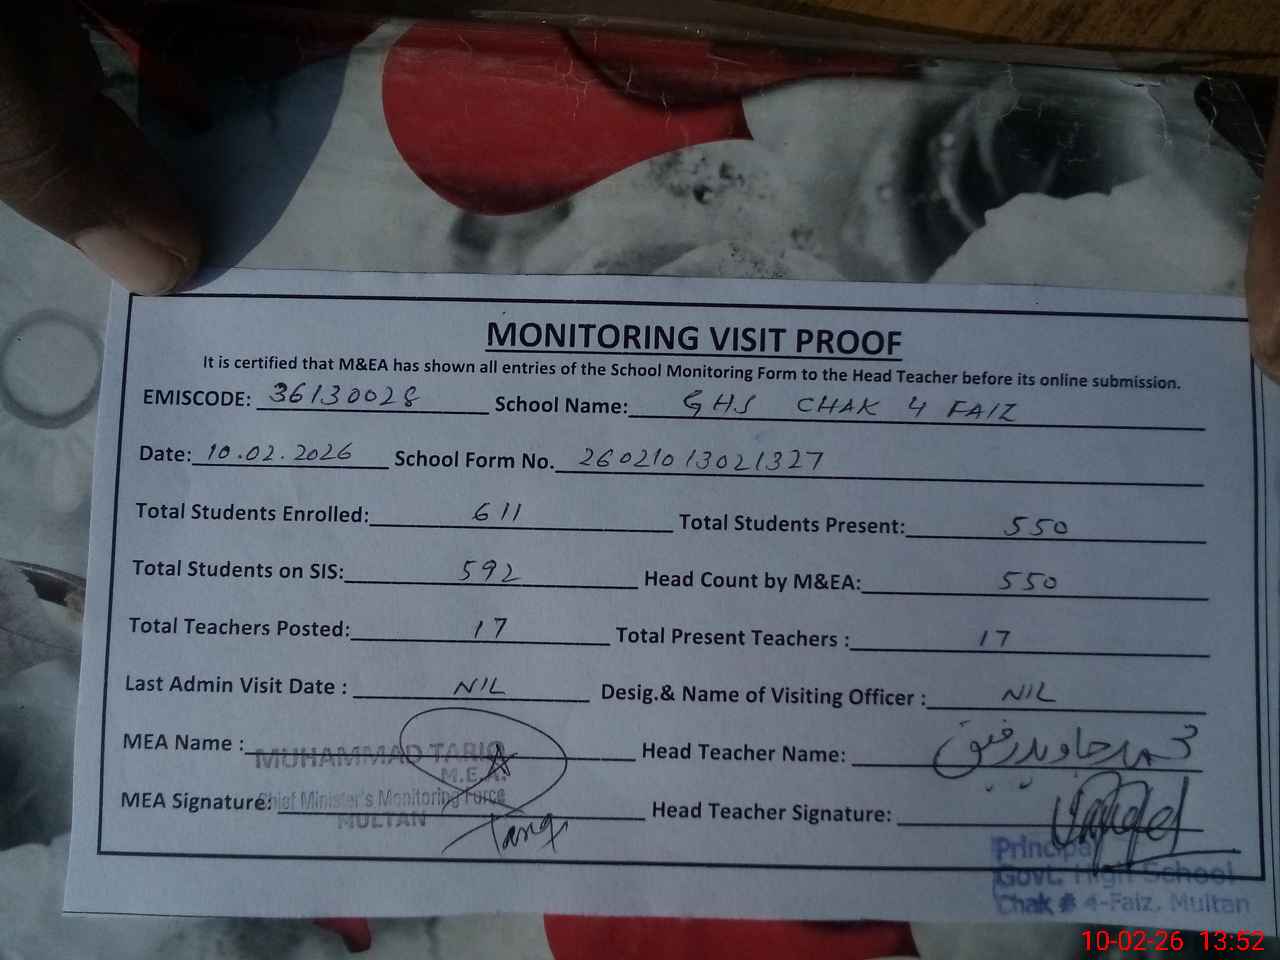 MONITORING VISIT PROOF
It is certified that M&EA has shown all entries of the School Monitoring Form to the Head Teacher before its online submission.
EMISCODE: 36130028 School Name: GHS CHAK 4 FAIZ
Date: 10.02.2026 School Form No. 26021013021327
Total Students Enrolled: 611 Total Students Present: 550
Total Students on SIS: 592 Head Count by M&EA: 550
Total Teachers Posted: 17 Total Present Teachers : 17
Last Admin Visit Date : NIL Desig.& Name of Visiting Officer : NIL
MEA Name : MUHAMMAD TARIQ Head Teacher Name: محمد جاوید رفیق
M.E.A.
MEA Signature: Chief Minister's Monitoring Force Head Teacher Signature:
MULTAN
Tariq
Principal
Govt. High School
Chak # 4-Faiz, Multan
10-02-26 13:52